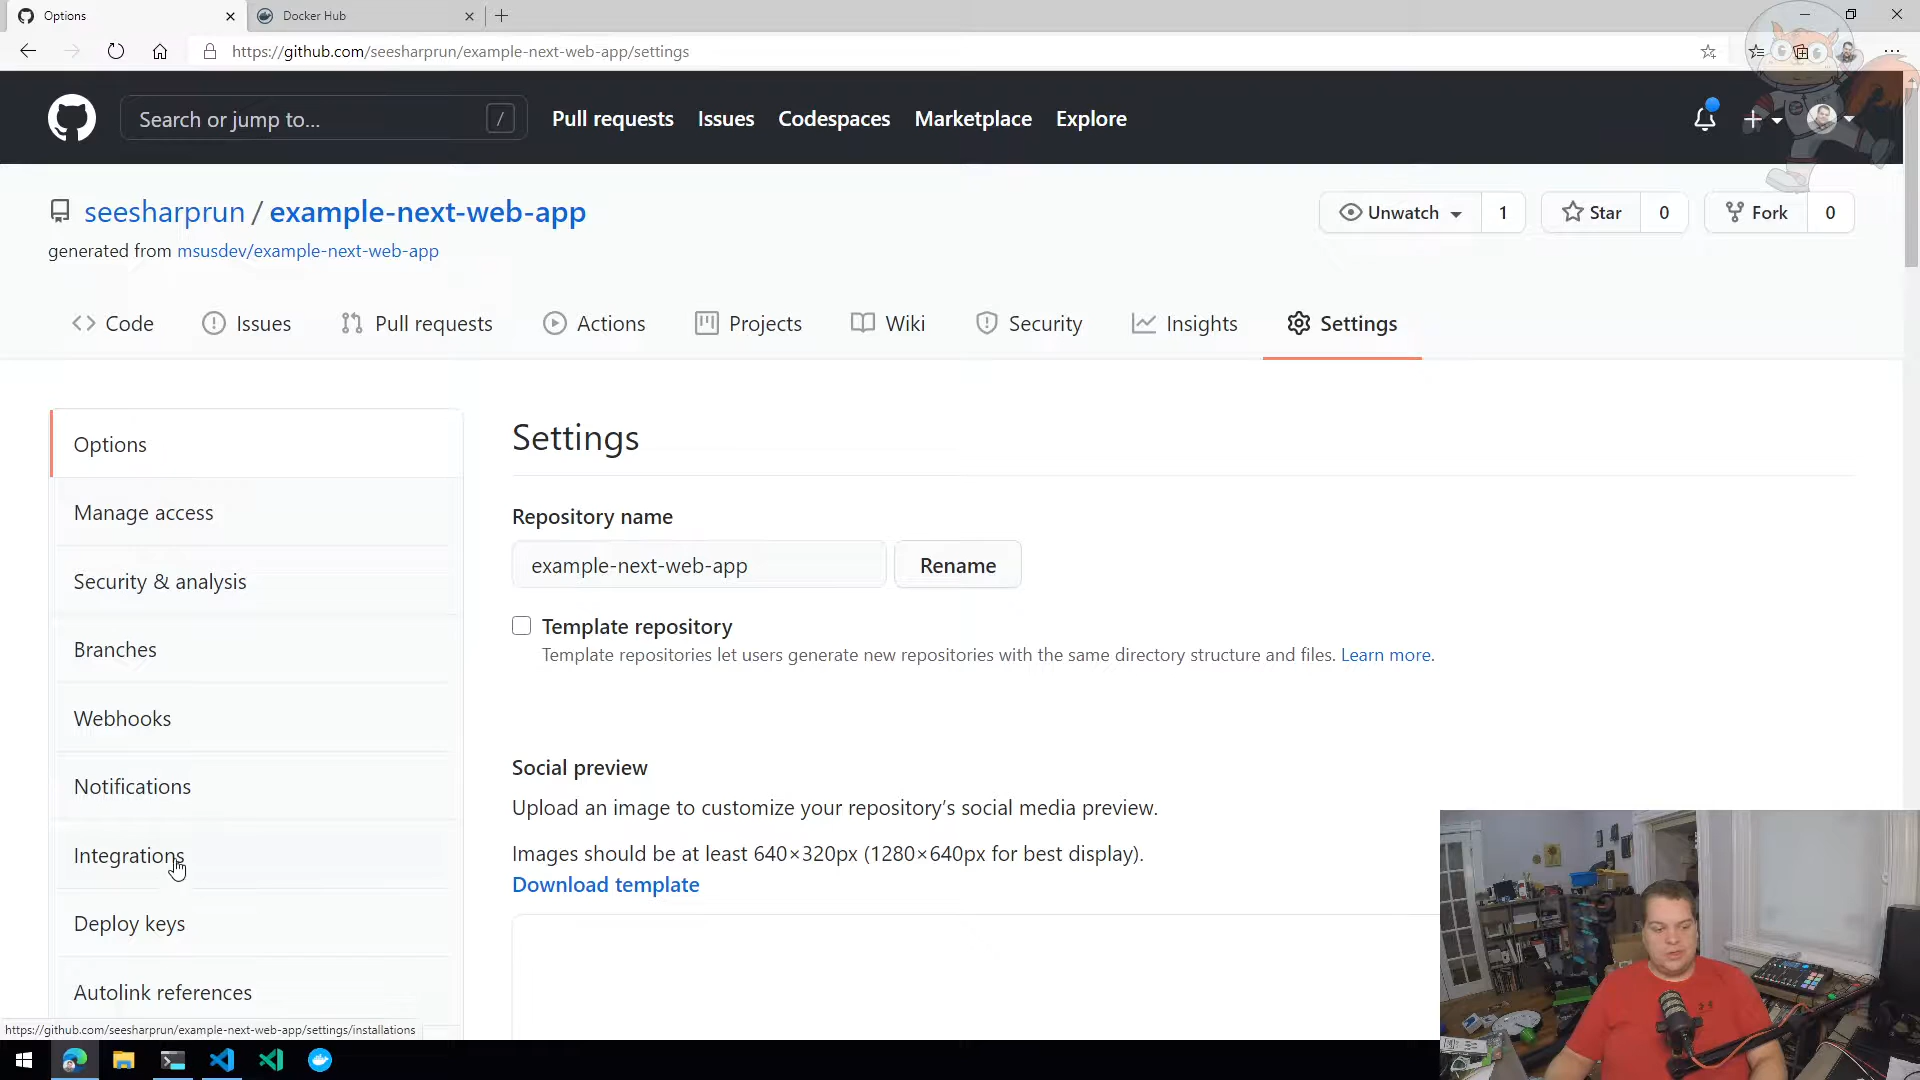 Options
Docker Hub
https://github.com/seesharprun/example-next-web-app/settings
Search or jump to...
/
Pull requests
Issues
Codespaces
Marketplace
Explore
seesharprun / example-next-web-app
Unwatch
1
Star
0
Fork
0
generated from msusdev/example-next-web-app
Code
Issues
Pull requests
Actions
Projects
Wiki
Security
Insights
Settings
Options
Manage access
Security & analysis
Branches
Webhooks
Notifications
Integrations
Deploy keys
Autolink references
Settings
Repository name
example-next-web-app
Rename
Template repository
Template repositories let users generate new repositories with the same directory structure and files. Learn more.
Social preview
Upload an image to customize your repository’s social media preview.
Images should be at least 640×320px (1280×640px for best display).
Download template
https://github.com/seesharprun/example-next-web-app/settings/installations